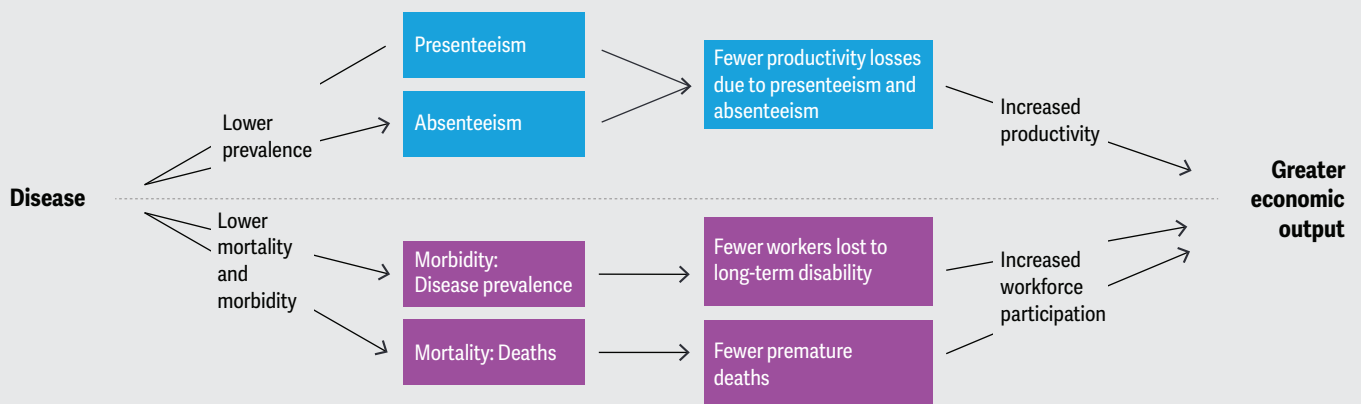 Disease
Lower
prevalence
Presenteeism
Absenteeism
Fewer productivity losses
due to presenteeism and
absenteeism
Increased
productivity
Lower
mortality
and
morbidity
Morbidity:
Disease prevalence
Mortality: Deaths
Fewer workers lost to
long-term disability
Fewer premature
deaths
Increased
workforce
participation
Greater
economic
output